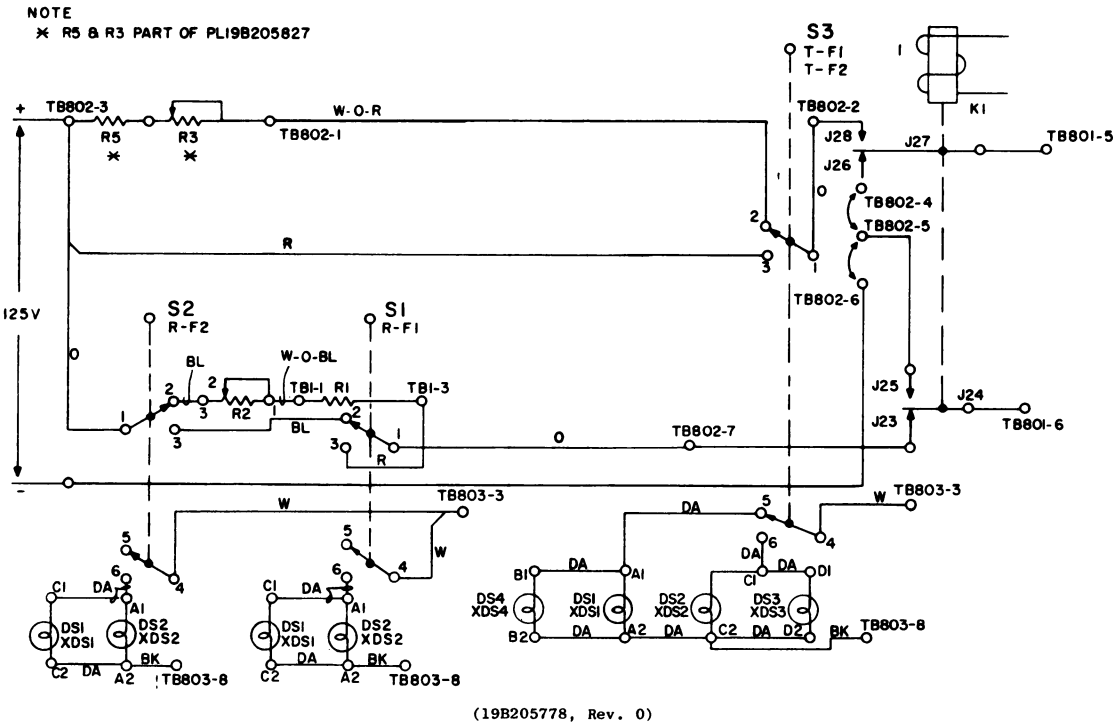 NOTE
* R5 & R3 PART OF PL19B205827
S3
T-F1
T-F2
I
K1
+
TB802-3
R5
*
R3
*
TB802-1
W-O-R
TB802-2
J28
J27
J26
TB801-5
O
TB802-4
TB802-5
2
3
1
R
TB802-6
125V
S2
R-F2
S1
R-F1
O
BL
W-O-BL
2
3
2
R2
1
TB1-1
R1
TB1-3
1
3
BL
2
3
R
1
O
TB802-7
J25
J24
J23
TB801-6
-
W
TB803-3
W
5
6
4
5
6
4
DA
5
6
4
W
TB803-3
DA
C1
DA
A1
DS1
XDS1
DS2
XDS2
C2
DA
A2
BK
TB803-8
C1
DA
A1
DS1
XDS1
DS2
XDS2
C2
DA
A2
BK
TB803-8
B1
DA
A1
C1
D1
DS4
XDS4
DS1
XDS1
DS2
XDS2
DS3
XDS3
B2
DA
A2
DA
C2
DA
D2
BK
TB803-8
(19B205778, Rev. 0)